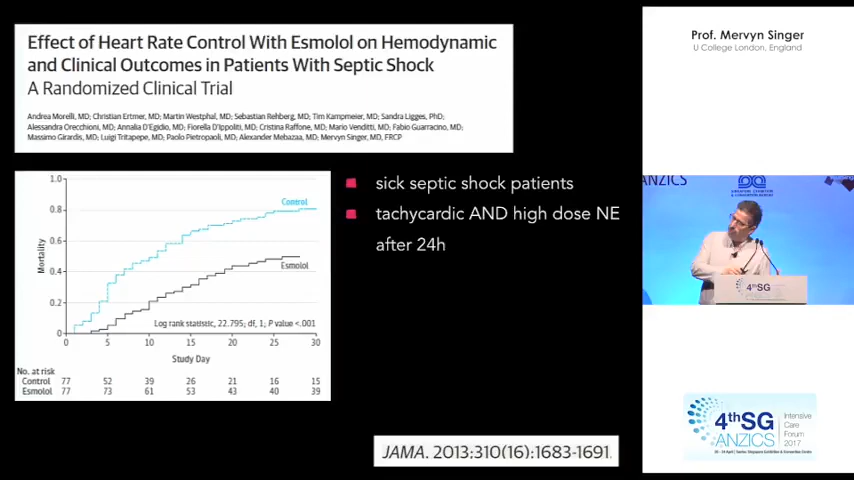 Effect of Heart Rate Control With Esmolol on Hemodynamic
and Clinical Outcomes in Patients With Septic Shock
A Randomized Clinical Trial
Andrea Morelli, MD; Christian Ertmer, MD; Martin Westphal, MD; Sebastian Rehberg, MD; Tim Kampmeier, MD; Sandra Ligges, PhD;
Alessandra Orecchioni, MD; Annalia D'Egidio, MD; Fiorella D'Ippoliti, MD; Cristina Raffone, MD; Mario Venditti, MD; Fabio Guarracino, MD;
Massimo Girardis, MD; Luigi Tritapepe, MD; Paolo Pietropaoli, MD; Alexander Mebazaa, MD; Mervyn Singer, MD, FRCP
1.0
0.8
0.6
0.4
0.2
0
Mortality
Control
Esmolol
Log rank statistic, 22.795; df, 1; P value <.001
0 5 10 15 20 25 30
Study Day
No. at risk
Control 77 52 39 26 21 16 15
Esmolol 77 73 61 53 43 40 39
sick septic shock patients
tachycardic AND high dose NE
after 24h
JAMA. 2013;310(16):1683-1691.
Prof. Mervyn Singer
U College London, England
ANZICS
4thSG
4thSG
ANZICS
Intensive
Care
Forum
2017